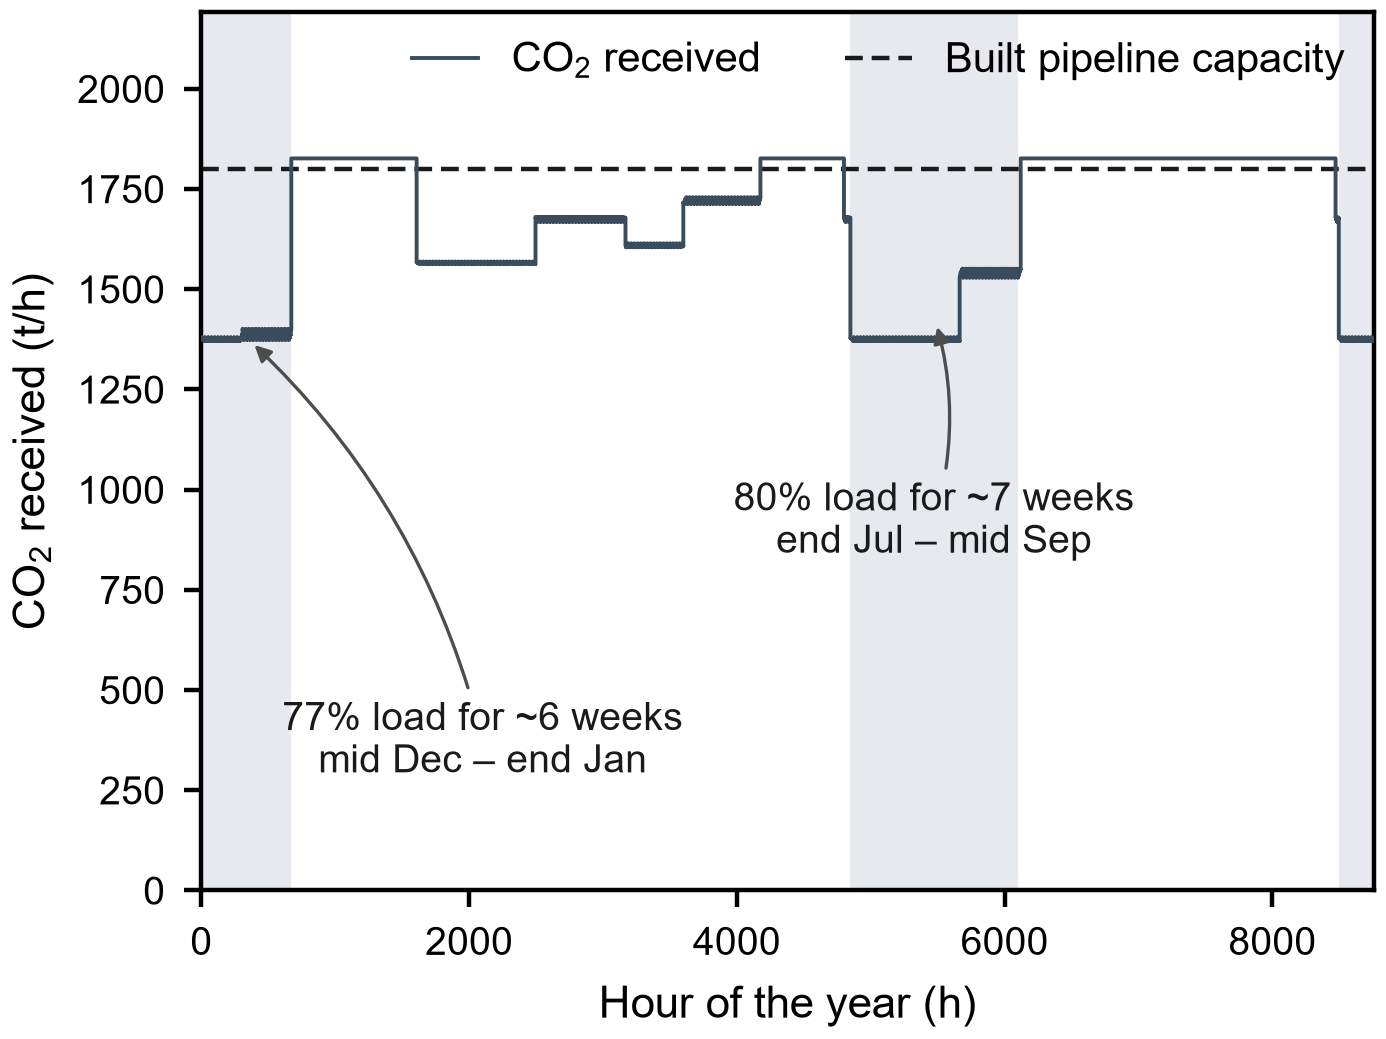 CO₂ received
Built pipeline capacity
2000
1750
1500
1250
1000
750
500
250
0
CO₂ received (t/h)
80% load for ~7 weeks
end Jul – mid Sep
77% load for ~6 weeks
mid Dec – end Jan
0
2000
4000
6000
8000
Hour of the year (h)